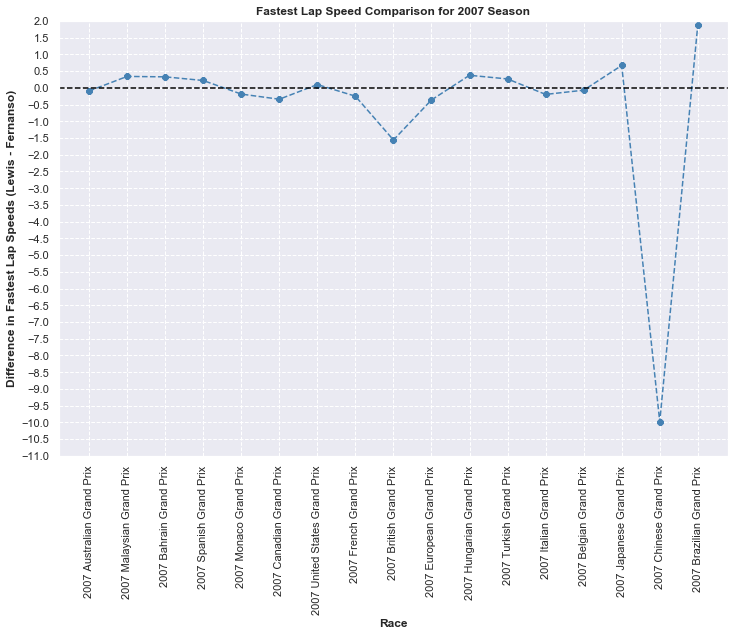 Fastest Lap Speed Comparison for 2007 Season
Difference in Fastest Lap Speeds (Lewis - Fernanso)
2.0
1.5
1.0
0.5
0.0
−0.5
−1.0
−1.5
−2.0
−2.5
−3.0
−3.5
−4.0
−4.5
−5.0
−5.5
−6.0
−6.5
−7.0
−7.5
−8.0
−8.5
−9.0
−9.5
−10.0
−10.5
−11.0
2007 Australian Grand Prix
2007 Malaysian Grand Prix
2007 Bahrain Grand Prix
2007 Spanish Grand Prix
2007 Monaco Grand Prix
2007 Canadian Grand Prix
2007 United States Grand Prix
2007 French Grand Prix
2007 British Grand Prix
2007 European Grand Prix
2007 Hungarian Grand Prix
2007 Turkish Grand Prix
2007 Italian Grand Prix
2007 Belgian Grand Prix
2007 Japanese Grand Prix
2007 Chinese Grand Prix
2007 Brazilian Grand Prix
Race